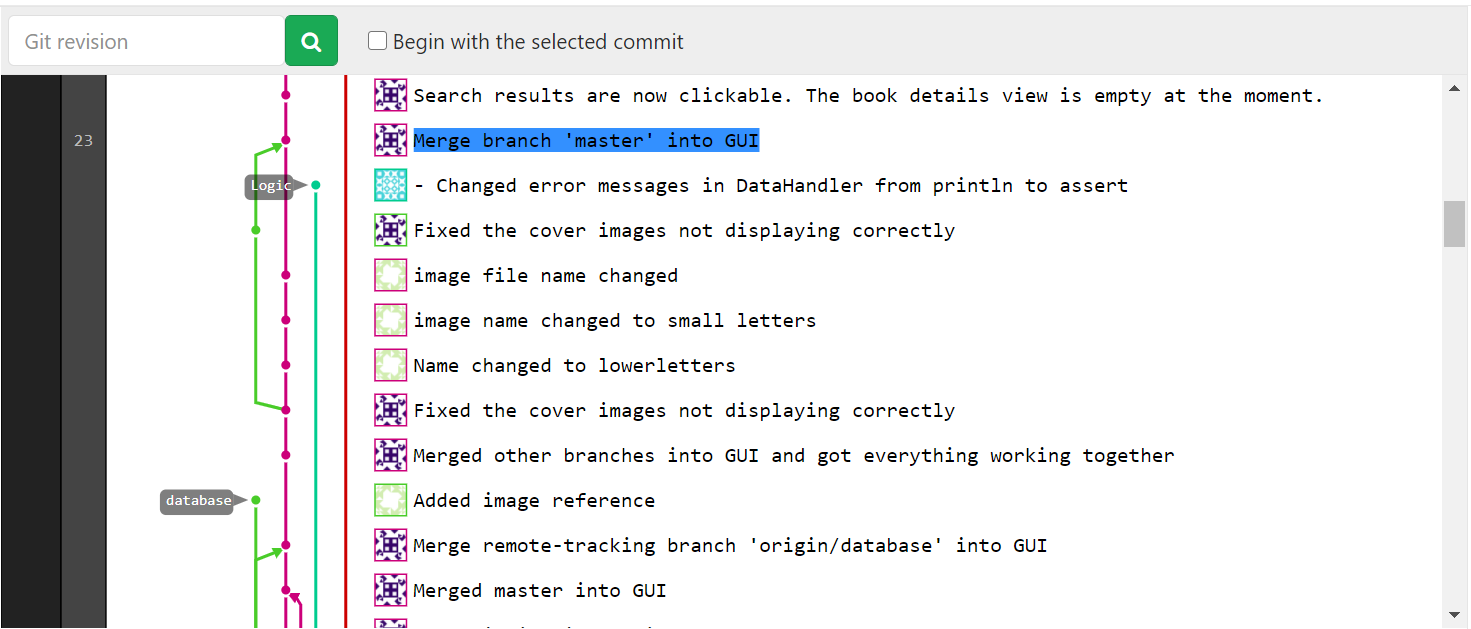 Git revision
Begin with the selected commit
Search results are now clickable. The book details view is empty at the moment.
23
Merge branch 'master' into GUI
Logic
- Changed error messages in DataHandler from println to assert
Fixed the cover images not displaying correctly
image file name changed
image name changed to small letters
Name changed to lowerletters
Fixed the cover images not displaying correctly
Merged other branches into GUI and got everything working together
database
Added image reference
Merge remote-tracking branch 'origin/database' into GUI
Merged master into GUI